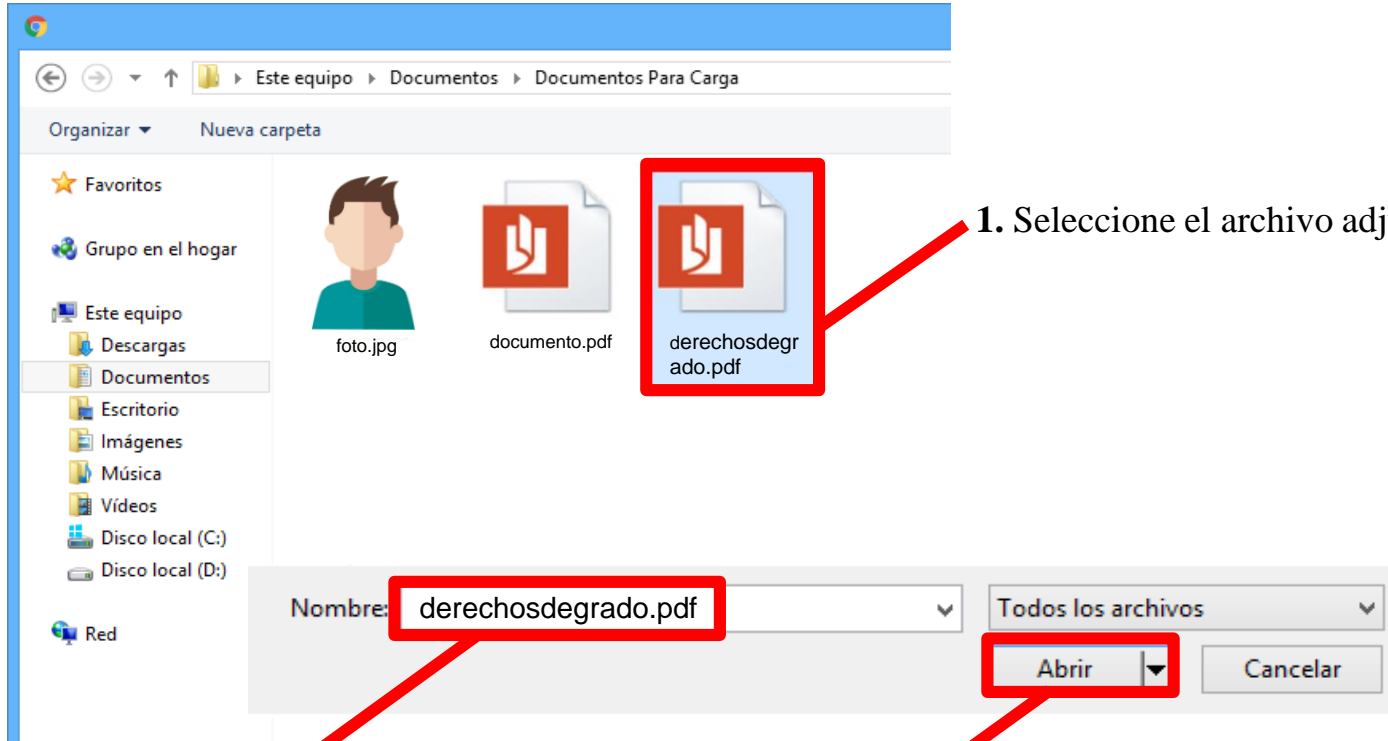 Este equipo Documentos Documentos Para Carga
Organizar Nueva carpeta
Favoritos
Grupo en el hogar
Este equipo
Descargas
Documentos
Escritorio
Imágenes
Música
Vídeos
Disco local (C:)
Disco local (D:)
Red
foto.jpg
documento.pdf
derechosdegr
ado.pdf
1. Seleccione el archivo adj
Nombre: derechosdegrado.pdf
Todos los archivos
Abrir Cancelar